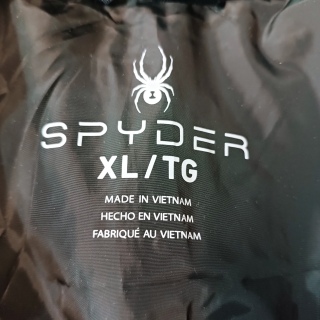 SPYDER
XL/TG
MADE IN VIETNAM
HECHO EN VIETNAM
FABRIQUÉ AU VIETNAM